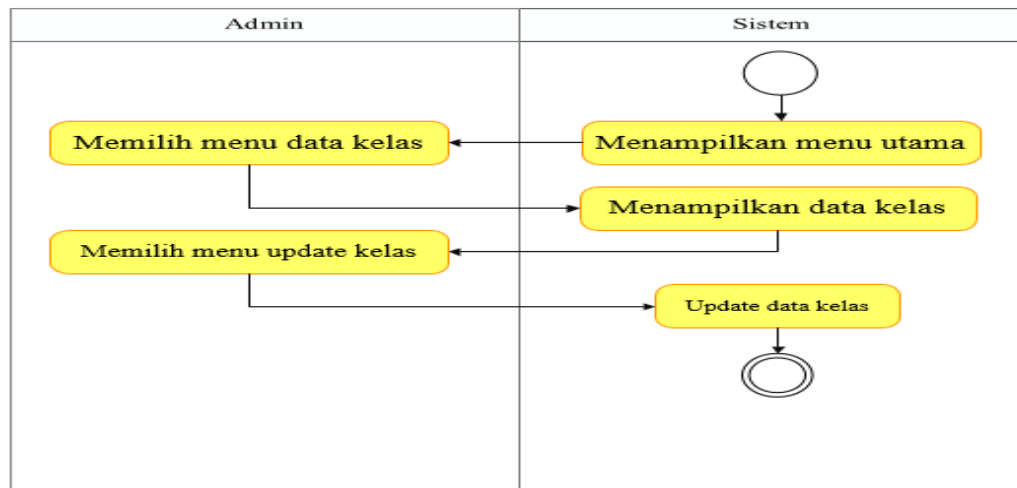 Admin
Sistem
Menampilkan menu utama
Memilih menu data kelas
Menampilkan data kelas
Memilih menu update kelas
Update data kelas